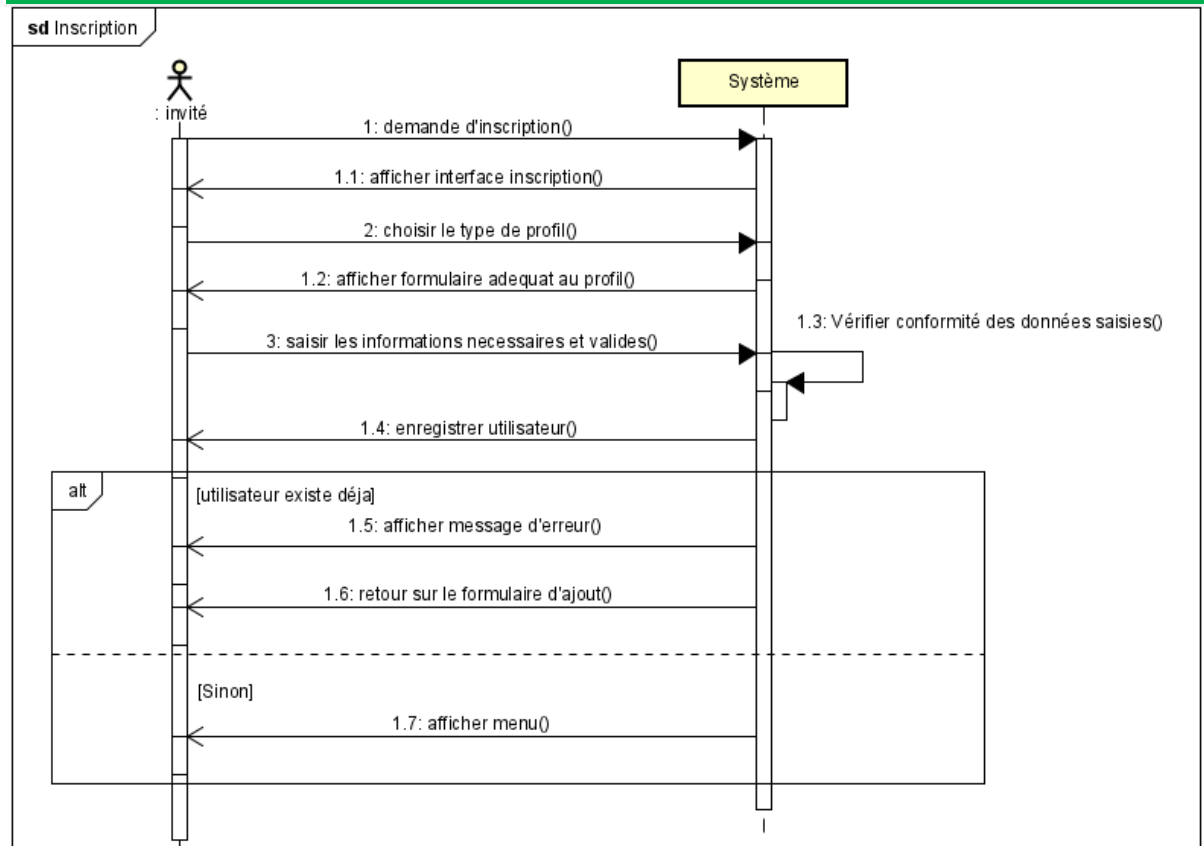 sd Inscription
: invité
Système
1: demande d'inscription()
1.1: afficher interface inscription()
2: choisir le type de profil()
1.2: afficher formulaire adequat au profil()
1.3: Vérifier conformité des données saisies()
3: saisir les informations necessaires et valides()
1.4: enregistrer utilisateur()
alt
[utilisateur existe déja]
1.5: afficher message d'erreur()
1.6: retour sur le formulaire d'ajout()
[Sinon]
1.7: afficher menu()